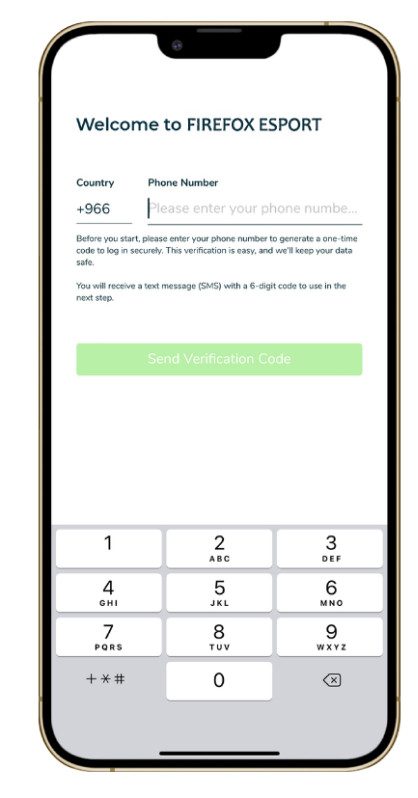 Welcome to FIREFOX ESPORT
Country Phone Number
+966 Please enter your phone numbe...
Before you start, please enter your phone number to generate a one-time
code to log in securely. This verification is easy, and we'll keep your data
safe.
You will receive a text message (SMS) with a 6-digit code to use in the
next step.
Send Verification Code
1 2 3
ABC DEF
4 5 6
GHI JKL MNO
7 8 9
PQRS TUV WXYZ
+*# 0